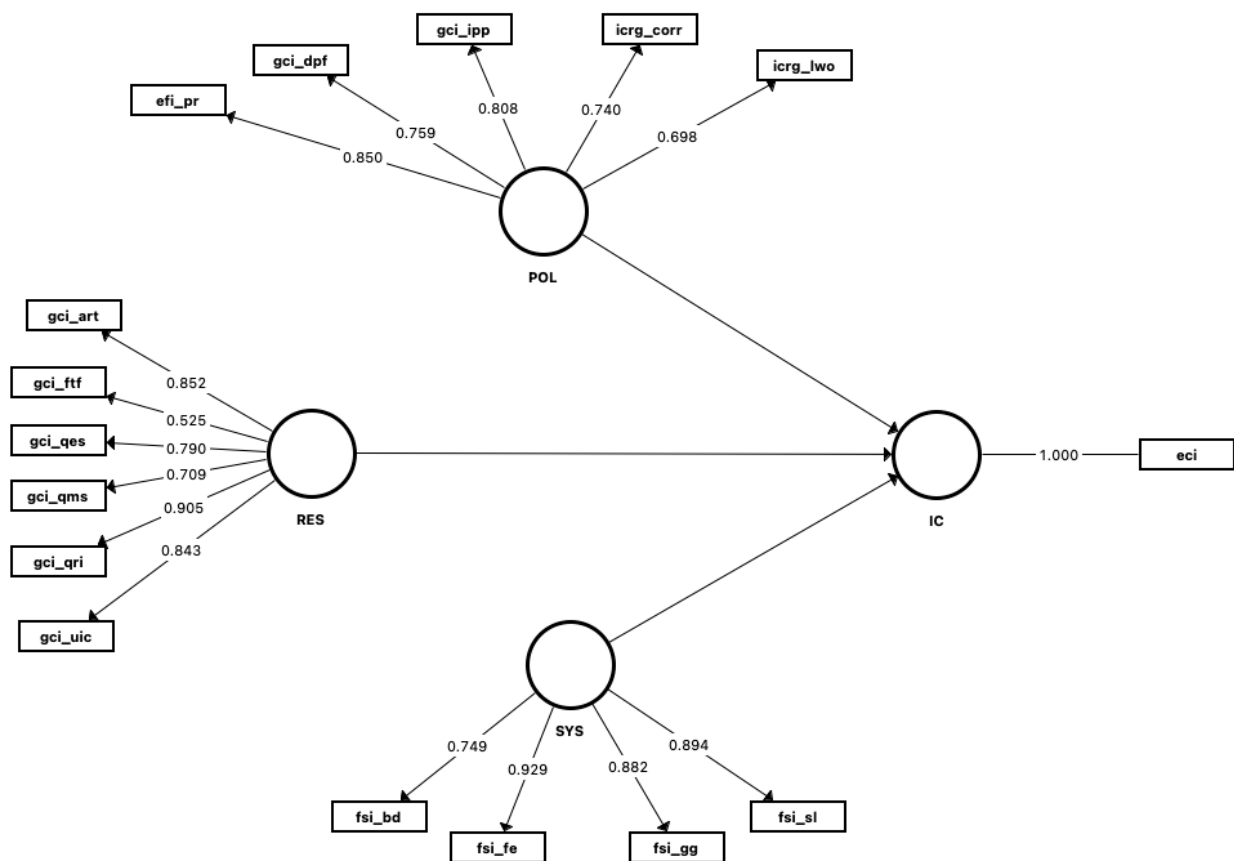 gci_ipp
icrg_corr
gci_dpf
icrg_lwo
efi_pr
0.808
0.740
0.759
0.698
0.850
POL
gci_art
gci_ftf
0.852
0.525
gci_qes
0.790
0.709
gci_qms
0.905
gci_qri
0.843
gci_uic
RES
1.000
eci
IC
SYS
0.749
0.929
0.882
0.894
fsi_bd
fsi_fe
fsi_gg
fsi_sl